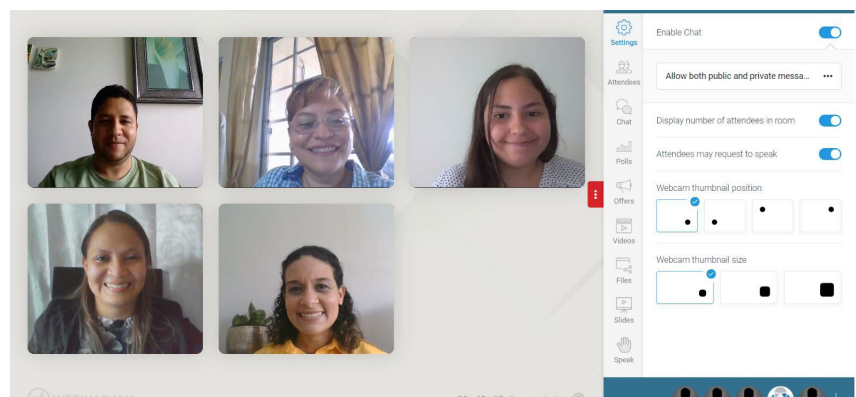 Settings
Attendees
Chat
Polls
Offers
Videos
Files
Slides
Speak
Enable Chat
Allow both public and private messa...
Display number of attendees in room
Attendees may request to speak
Webcam thumbnail position
Webcam thumbnail size